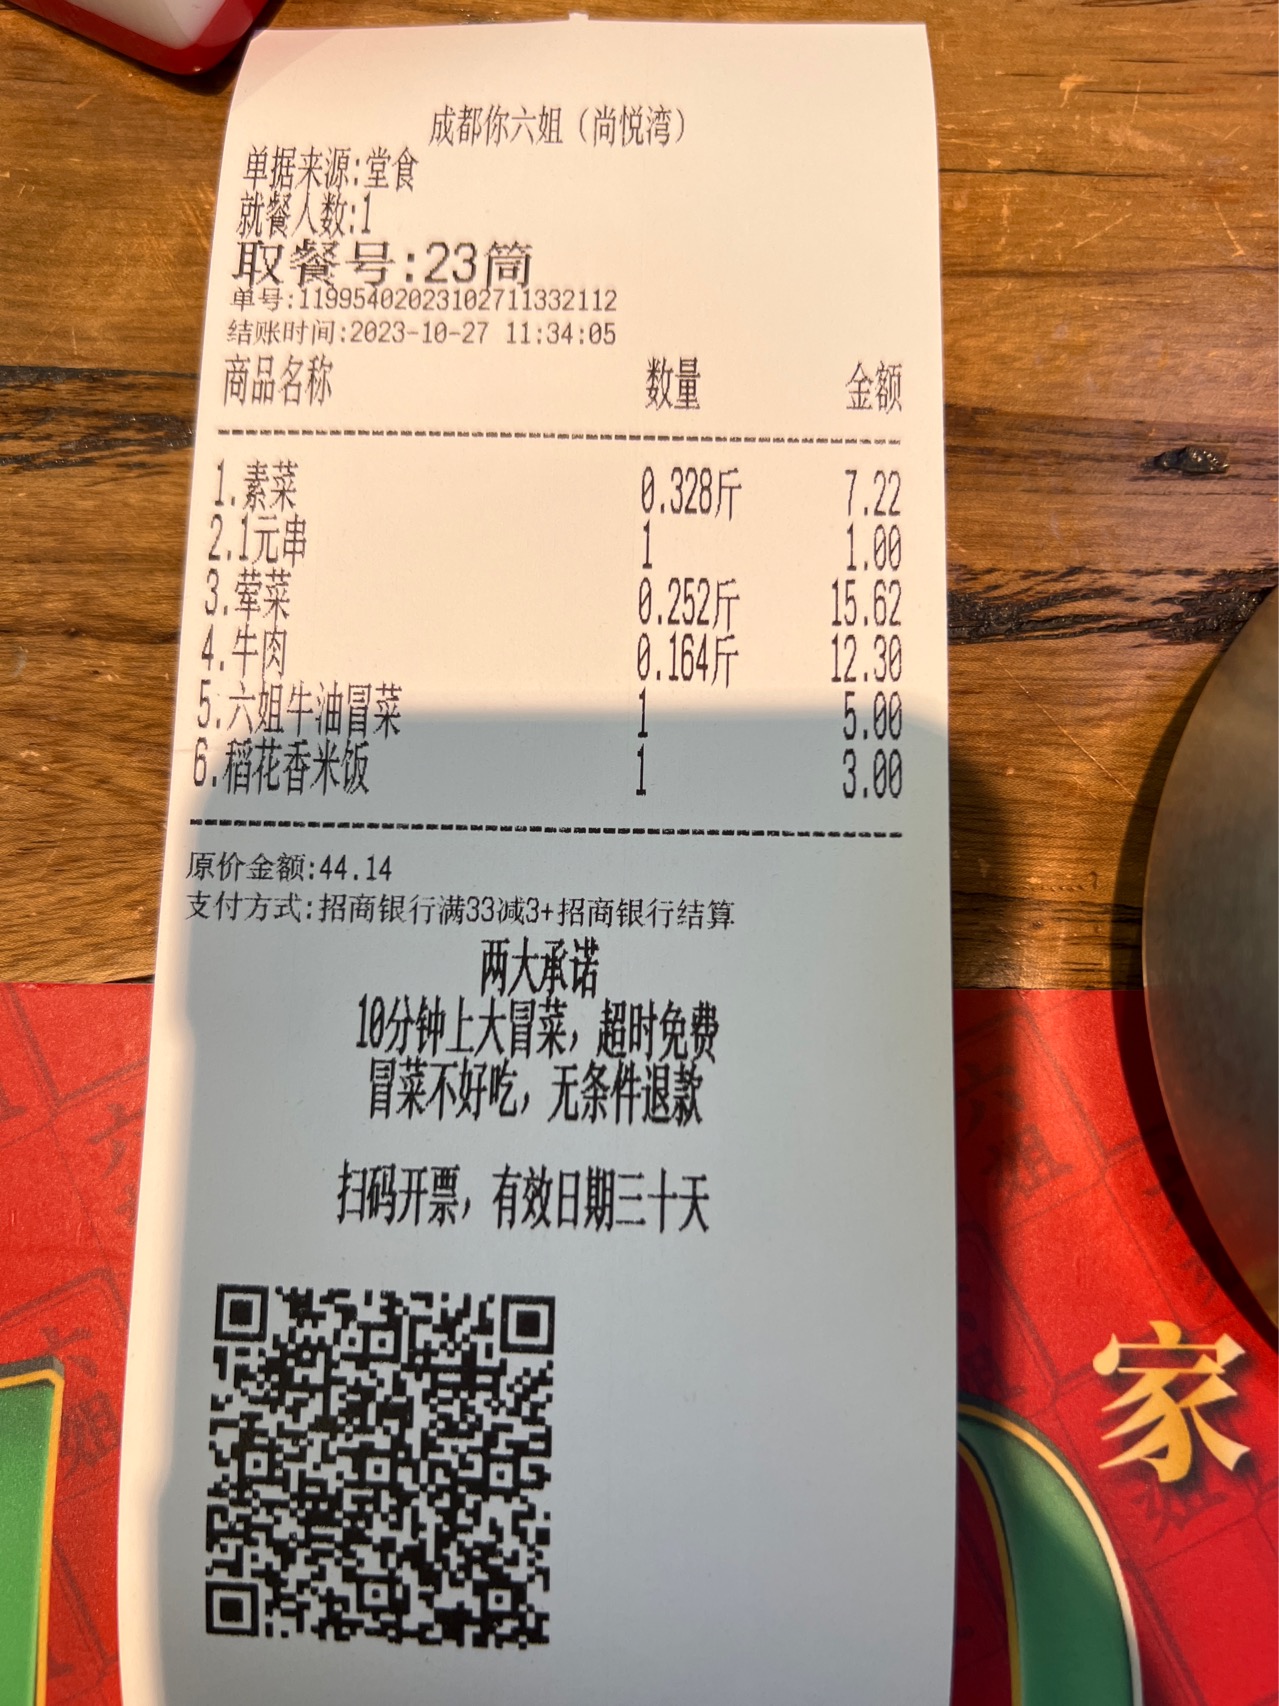 成都你六姐（尚悦湾）
单据来源:堂食
就餐人数:1
取餐号:23筒
单号:11995402023102711332112
结账时间:2023-10-27 11:34:05
商品名称 数量 金额
1.素菜 0.328斤 7.22
2.1元串 1 1.00
3.荤菜 0.252斤 15.62
4.牛肉 0.164斤 12.30
5.六姐牛油冒菜 1 5.00
6.稻花香米饭 1 3.00
原价金额:44.14
支付方式:招商银行满33减3+招商银行结算
两大承诺
10分钟上大冒菜，超时免费
冒菜不好吃，无条件退款
扫码开票，有效日期三十天
家
六姐
六姐